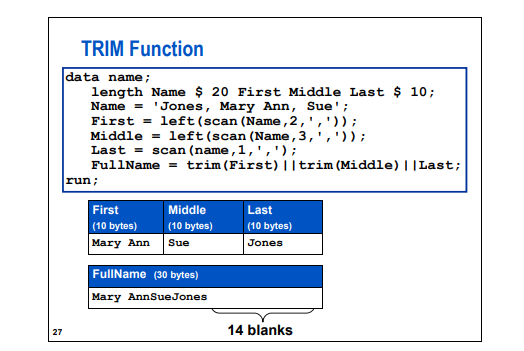 TRIM Function
data name;
length Name $ 20 First Middle Last $ 10;
Name = 'Jones, Mary Ann, Sue';
First = left(scan(Name,2,','));
Middle = left(scan(Name,3,','));
Last = scan(name,1,',');
FullName = trim(First)||trim(Middle)||Last;
run;
First Middle Last
(10 bytes) (10 bytes) (10 bytes)
Mary Ann Sue Jones
FullName (30 bytes)
Mary AnnSueJones
14 blanks
27